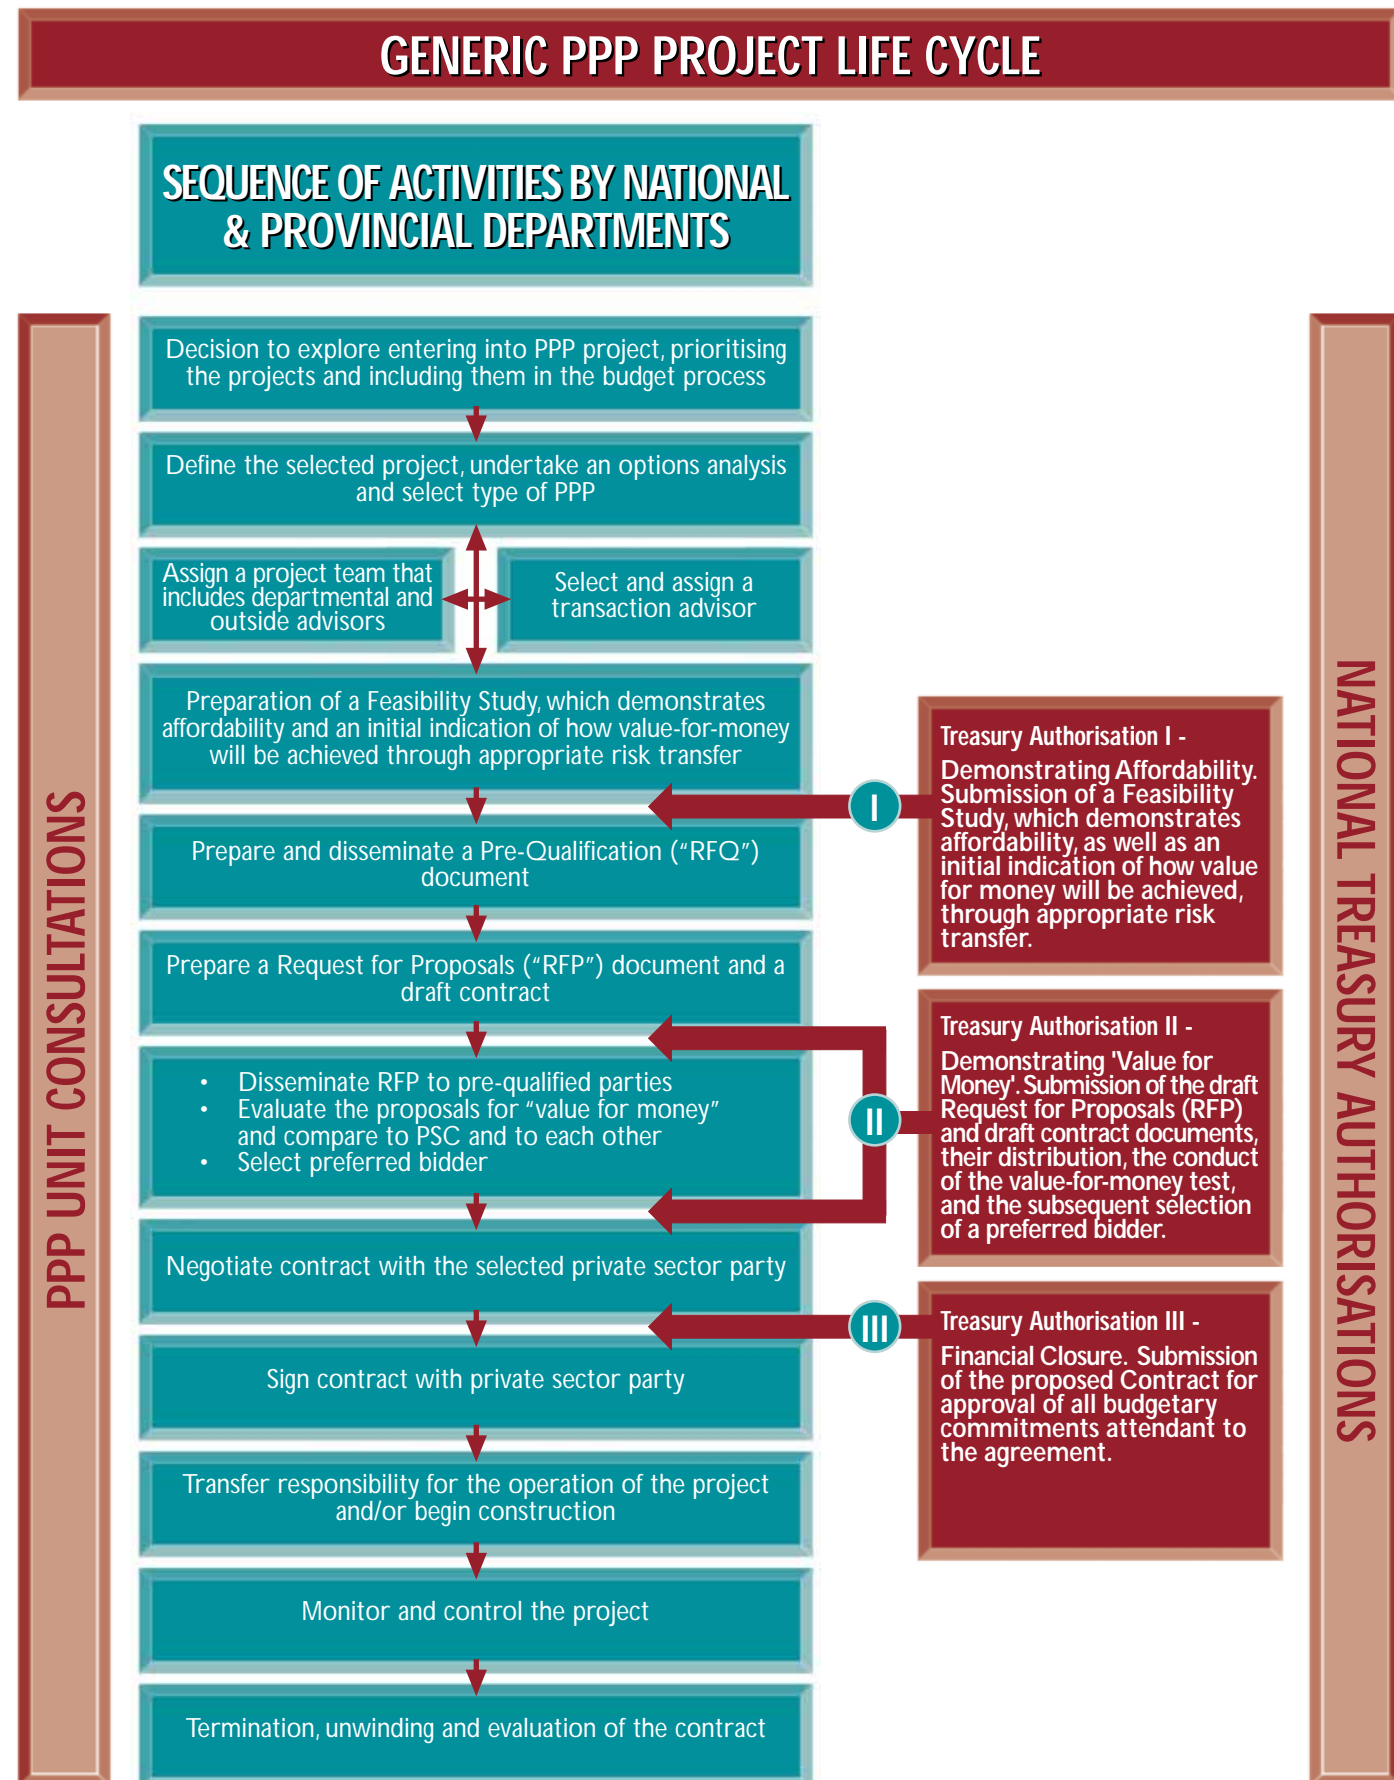 GENERIC PPP PROJECT LIFE CYCLE
SEQUENCE OF ACTIVITIES BY NATIONAL
& PROVINCIAL DEPARTMENTS
PPP UNIT CONSULTATIONS
Decision to explore entering into PPP project, prioritising
the projects and including them in the budget process
Define the selected project, undertake an options analysis
and select type of PPP
Assign a project team that
includes departmental and
outside advisors
Select and assign a
transaction advisor
Preparation of a Feasibility Study, which demonstrates
affordability and an initial indication of how value-for-money
will be achieved through appropriate risk transfer
Prepare and disseminate a Pre-Qualification (“RFQ”)
document
Prepare a Request for Proposals (“RFP”) document and a
draft contract
• Disseminate RFP to pre-qualified parties
• Evaluate the proposals for “value for money”
and compare to PSC and to each other
• Select preferred bidder
Negotiate contract with the selected private sector party
Sign contract with private sector party
Transfer responsibility for the operation of the project
and/or begin construction
Monitor and control the project
Termination, unwinding and evaluation of the contract
I
Treasury Authorisation I -
Demonstrating Affordability.
Submission of a Feasibility
Study, which demonstrates
affordability, as well as an
initial indication of how value
for money will be achieved,
through appropriate risk
transfer.
II
Treasury Authorisation II -
Demonstrating 'Value for
Money'. Submission of the draft
Request for Proposals (RFP)
and draft contract documents,
their distribution, the conduct
of the value-for-money test,
and the subsequent selection
of a preferred bidder.
III
Treasury Authorisation III -
Financial Closure. Submission
of the proposed Contract for
approval of all budgetary
commitments attendant to
the agreement.
NATIONAL TREASURY AUTHORISATIONS